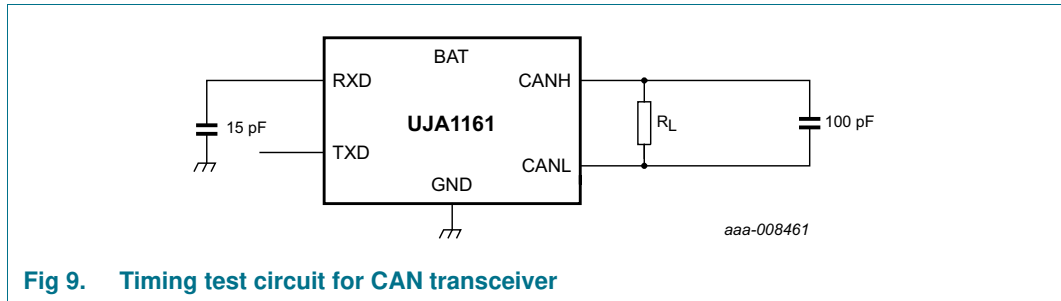 BAT
RXD
CANH
15 pF
UJA1161
RL
100 pF
TXD
CANL
GND
aaa-008461
Fig 9. Timing test circuit for CAN transceiver